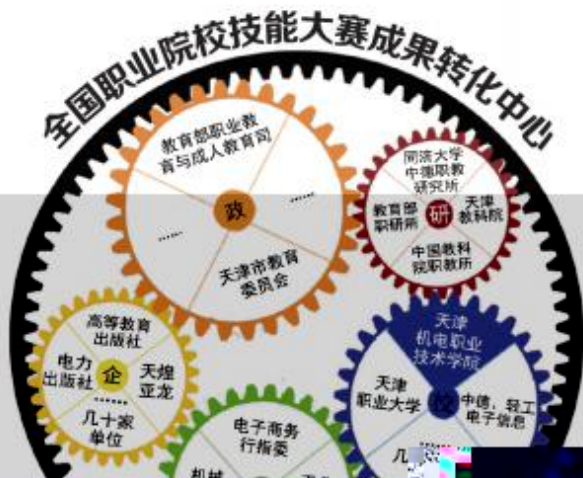 全国职业院校技能大赛成果转化中心
教育部职业教
育与成人教育司
......
......
政
天津市教育
委员会
同济大学
中德职教
研究所
教育部
职研所
研
天津
教科院
中国教科
院职教所
高等教育
出版社
电力
出版社
企
天煌
亚龙
......
几十家
单位
天津
机电职业
技术学院
天津
职业大学
校
中德，轻工
电子信息
......
电子商务
行指委
机械